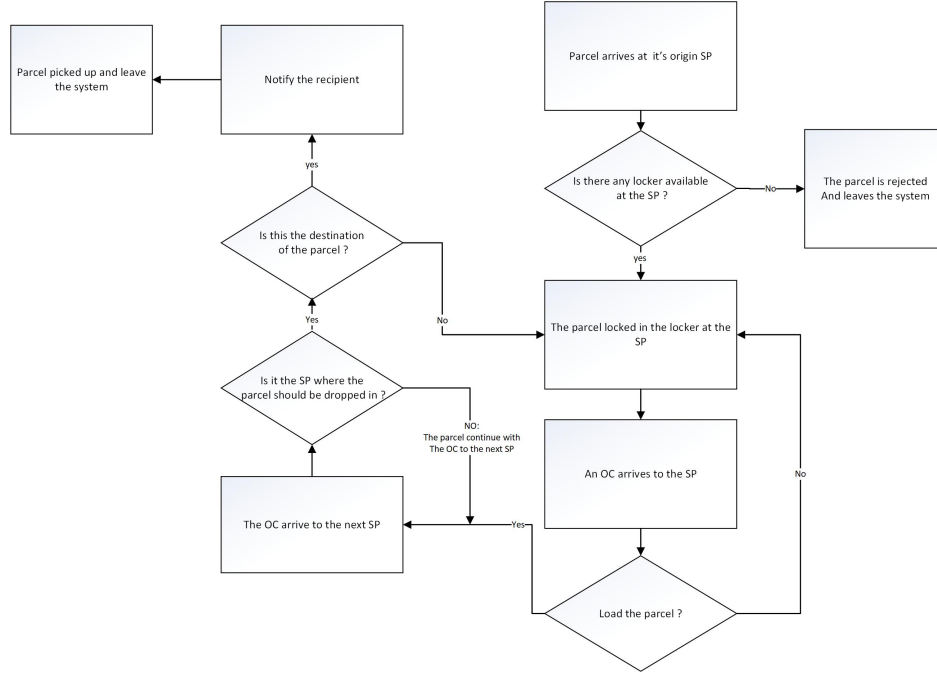 Parcel arrives at it's origin SP
Is there any locker available
at the SP ?
No
The parcel is rejected
And leaves the system
yes
The parcel locked in the locker at the
SP
An OC arrives to the SP
Load the parcel ?
No
Yes
The OC arrive to the next SP
Is it the SP where the
parcel should be dropped in ?
NO:
The parcel continue with
The OC to the next SP
Yes
Is this the destination
of the parcel ?
No
yes
Notify the recipient
Parcel picked up and leave
the system